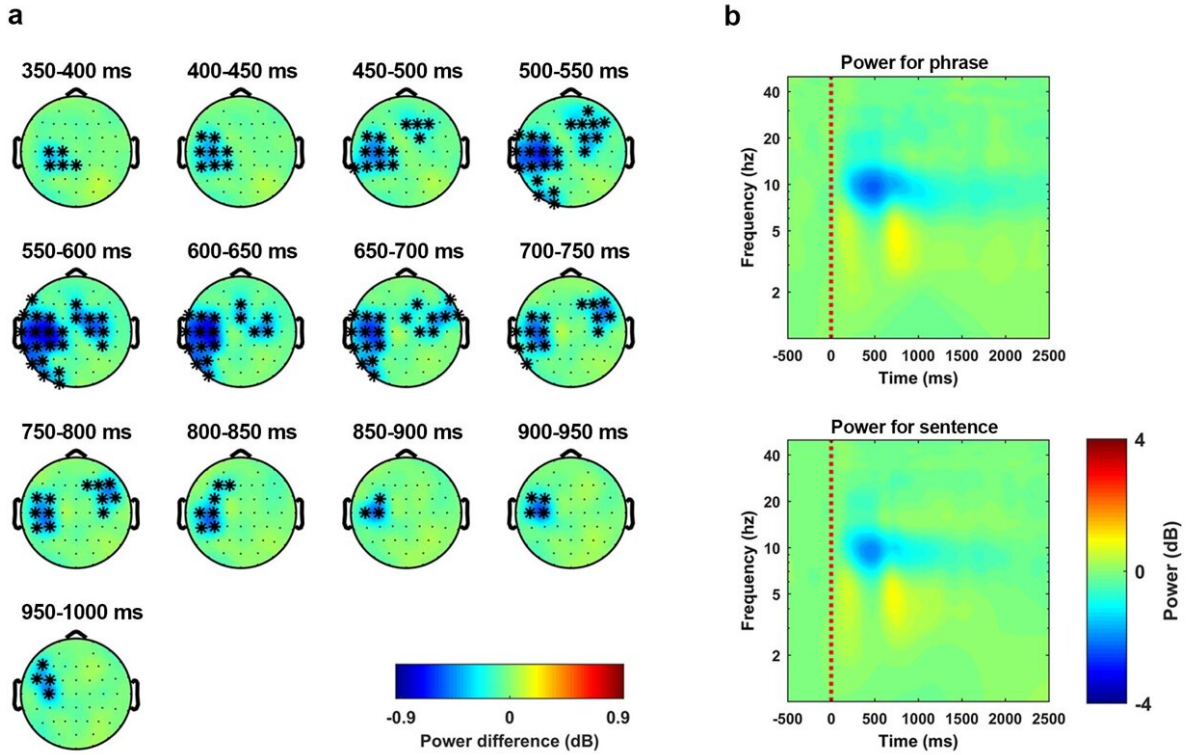 a
350-400 ms
400-450 ms
450-500 ms
500-550 ms
550-600 ms
600-650 ms
650-700 ms
700-750 ms
750-800 ms
800-850 ms
850-900 ms
900-950 ms
950-1000 ms
-0.9
0
0.9
Power difference (dB)
b
Power for phrase
40
20
10
5
2
Frequency (hz)
-500
0
500
1000
1500
2000
2500
Time (ms)
Power for sentence
40
20
10
5
2
Frequency (hz)
-500
0
500
1000
1500
2000
2500
Time (ms)
4
0
-4
Power (dB)